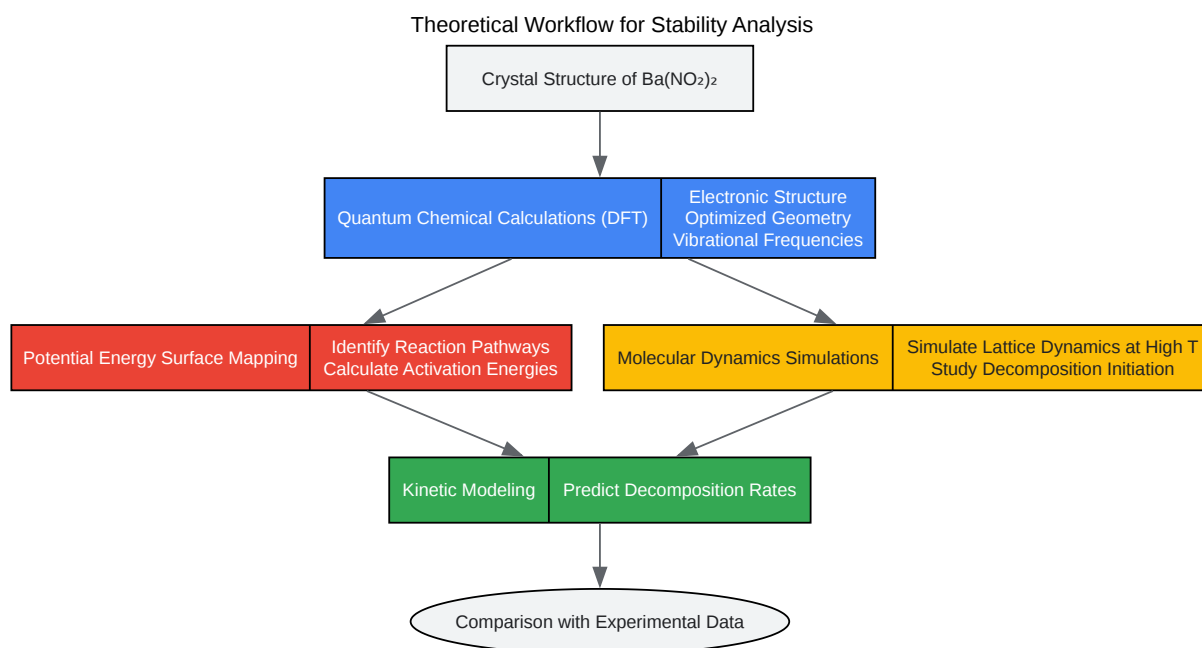 Theoretical Workflow for Stability Analysis
Crystal Structure of Ba(NO₂)₂
Quantum Chemical Calculations (DFT)
Electronic Structure
Optimized Geometry
Vibrational Frequencies
Potential Energy Surface Mapping
Identify Reaction Pathways
Calculate Activation Energies
Molecular Dynamics Simulations
Simulate Lattice Dynamics at High T
Study Decomposition Initiation
Kinetic Modeling
Predict Decomposition Rates
Comparison with Experimental Data